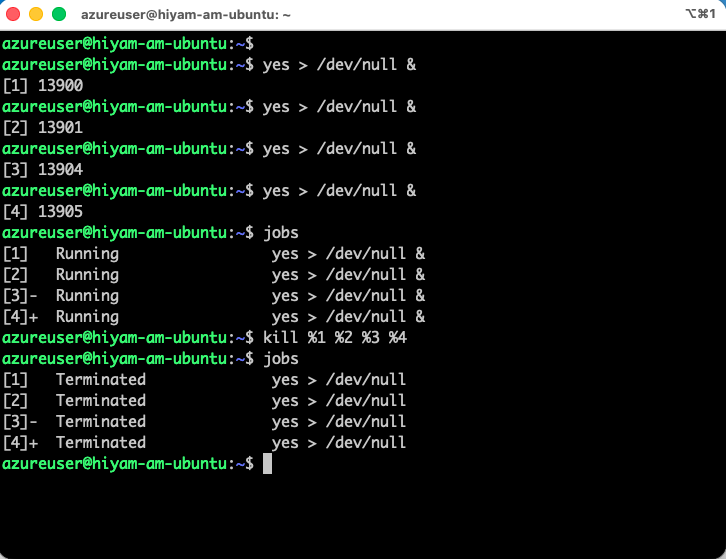 azureuser@hiyam-am-ubuntu: ~ ⌥⌘1
azureuser@hiyam-am-ubuntu:~$
azureuser@hiyam-am-ubuntu:~$ yes > /dev/null &
[1] 13900
azureuser@hiyam-am-ubuntu:~$ yes > /dev/null &
[2] 13901
azureuser@hiyam-am-ubuntu:~$ yes > /dev/null &
[3] 13904
azureuser@hiyam-am-ubuntu:~$ yes > /dev/null &
[4] 13905
azureuser@hiyam-am-ubuntu:~$ jobs
[1]   Running                 yes > /dev/null &
[2]   Running                 yes > /dev/null &
[3]-  Running                 yes > /dev/null &
[4]+  Running                 yes > /dev/null &
azureuser@hiyam-am-ubuntu:~$ kill %1 %2 %3 %4
azureuser@hiyam-am-ubuntu:~$ jobs
[1]   Terminated              yes > /dev/null
[2]   Terminated              yes > /dev/null
[3]-  Terminated              yes > /dev/null
[4]+  Terminated              yes > /dev/null
azureuser@hiyam-am-ubuntu:~$